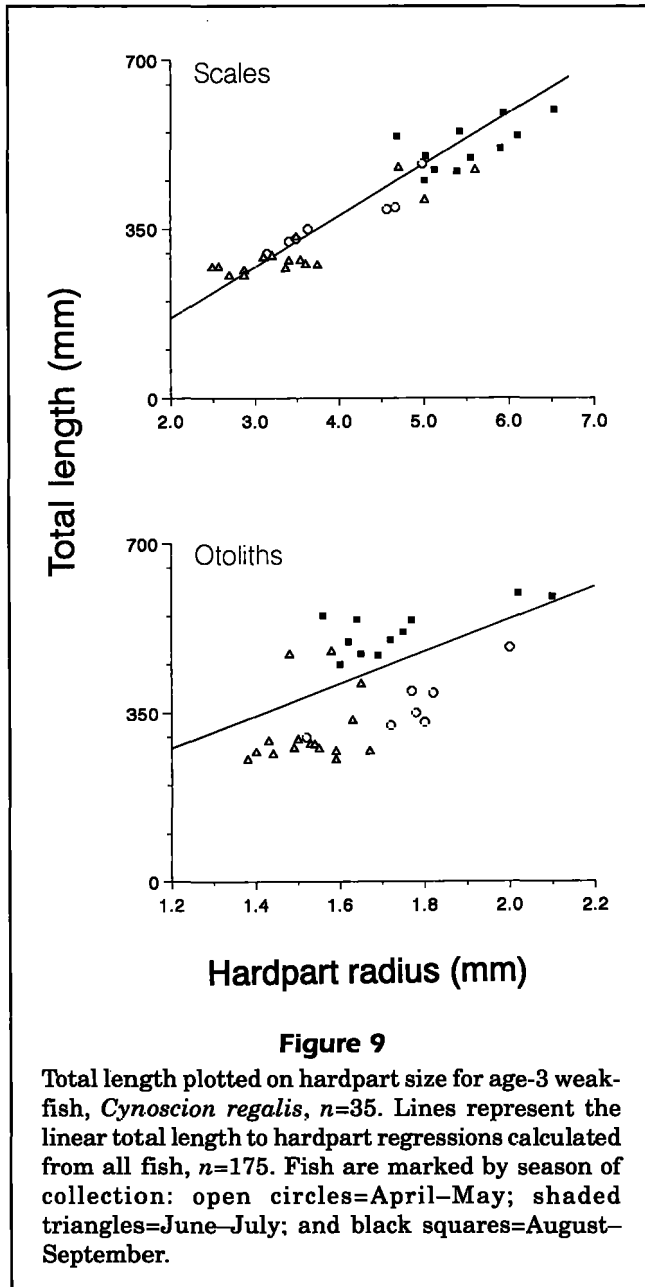 700
Scales
350
0
2.0 3.0 4.0 5.0 6.0 7.0
Total length (mm)
700
Otoliths
350
0
1.2 1.4 1.6 1.8 2.0 2.2
Hardpart radius (mm)
Figure 9
Total length plotted on hardpart size for age-3 weak-
fish, Cynoscion regalis, n=35. Lines represent the
linear total length to hardpart regressions calculated
from all fish, n=175. Fish are marked by season of
collection: open circles=April–May; shaded
triangles=June–July; and black squares=August–
September.